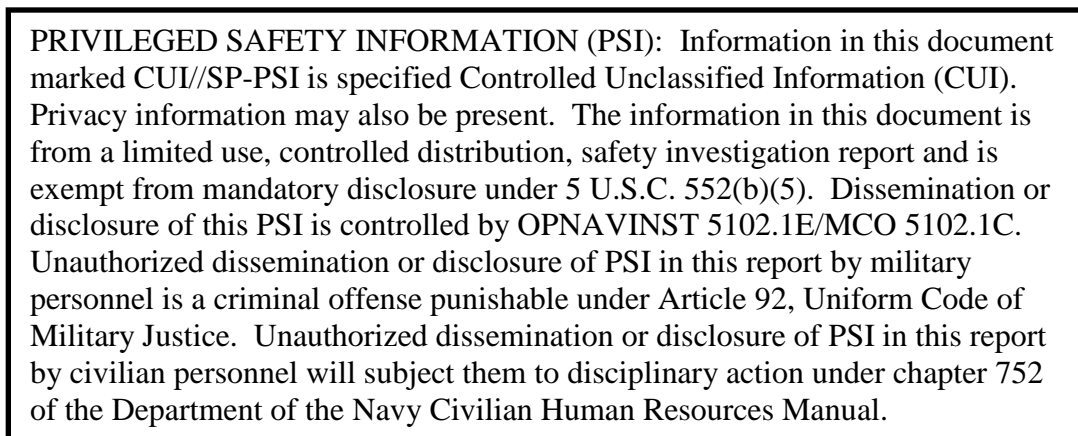 PRIVILEGED SAFETY INFORMATION (PSI):  Information in this document
marked CUI//SP-PSI is specified Controlled Unclassified Information (CUI).
Privacy information may also be present.  The information in this document is
from a limited use, controlled distribution, safety investigation report and is
exempt from mandatory disclosure under 5 U.S.C. 552(b)(5).  Dissemination or
disclosure of this PSI is controlled by OPNAVINST 5102.1E/MCO 5102.1C.
Unauthorized dissemination or disclosure of PSI in this report by military
personnel is a criminal offense punishable under Article 92, Uniform Code of
Military Justice.  Unauthorized dissemination or disclosure of PSI in this report
by civilian personnel will subject them to disciplinary action under chapter 752
of the Department of the Navy Civilian Human Resources Manual.